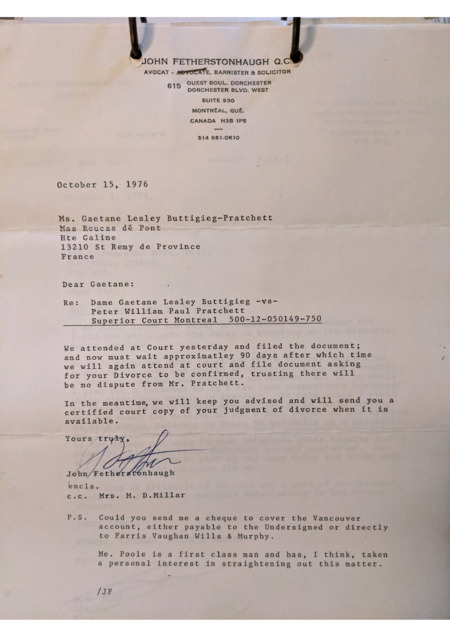 JOHN FETHERSTONHAUGH Q.C.
AVOCAT - ADVOCATE, BARRISTER & SOLICITOR
615 OUEST BOUL. DORCHESTER
DORCHESTER BLVD. WEST
SUITE 930
MONTRÉAL, QUÉ.
CANADA H3B 1P5
514 861-0610
October 15, 1976
Ms. Gaetane Lesley Buttigieg-Pratchett
Mas Roucas de Pont
Hte Galine
13210 St Remy de Province
France
Dear Gaetane:
Re: Dame Gaetane Lesley Buttigieg -vs-
Peter William Paul Pratchett
Superior Court Montreal 500-12-050149-750
We attended at Court yesterday and filed the document;
and now must wait approximatley 90 days after which time
we will again attend at court and file document asking
for your Divorce to be confirmed, trusting there will
be no dispute from Mr. Pratchett.
In the meantime, we will keep you advised and will send you a
certified court copy of your judgment of divorce when it is
available.
Yours truly,
John Fetherstonhaugh
encls.
c.c. Mrs. M. D.Millar
P.S. Could you send me a cheque to cover the Vancouver
account, either payable to the Undersigned or directly
to Farris Vaughan Wills & Murphy.
Mr. Poole is a first class man and has, I think, taken
a personal interest in straightening out this matter.
/JF